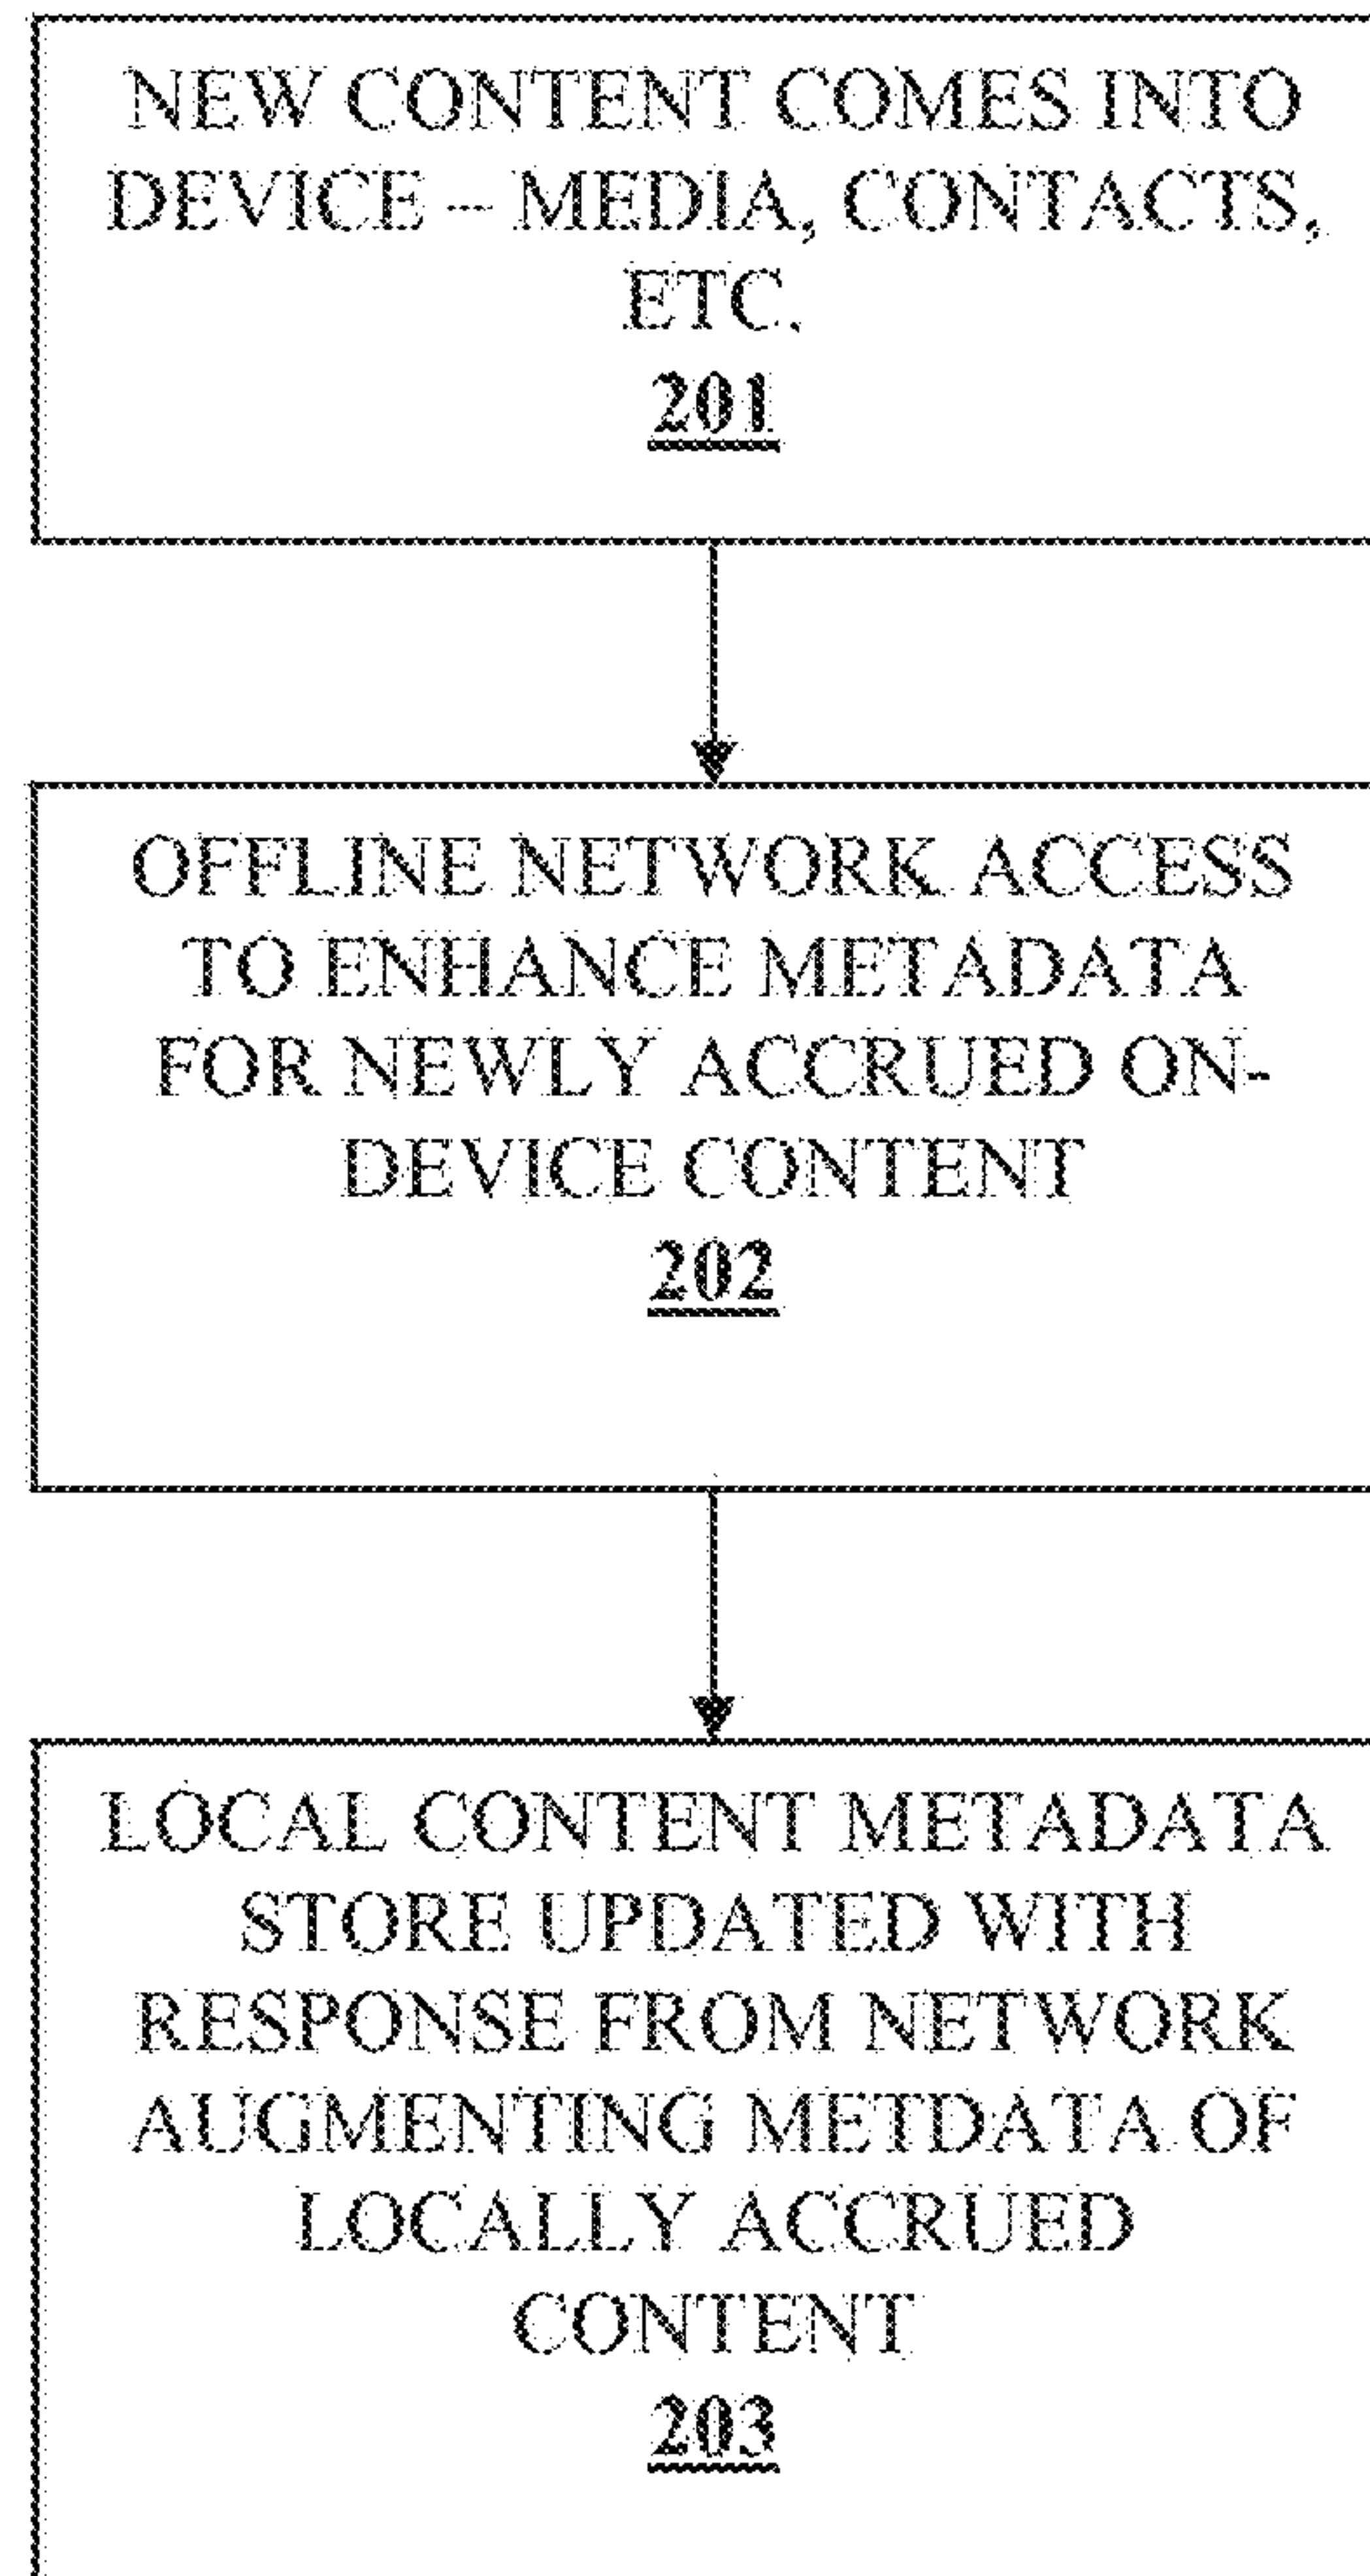 NEW CONTENT COMES INTO
DEVICE – MEDIA, CONTACTS,
ETC.
201
OFFLINE NETWORK ACCESS
TO ENHANCE METADATA
FOR NEWLY ACCRUED ON-
DEVICE CONTENT
202
LOCAL CONTENT METADATA
STORE UPDATED WITH
RESPONSE FROM NETWORK
AUGMENTING METDATA OF
LOCALLY ACCRUED
CONTENT
203